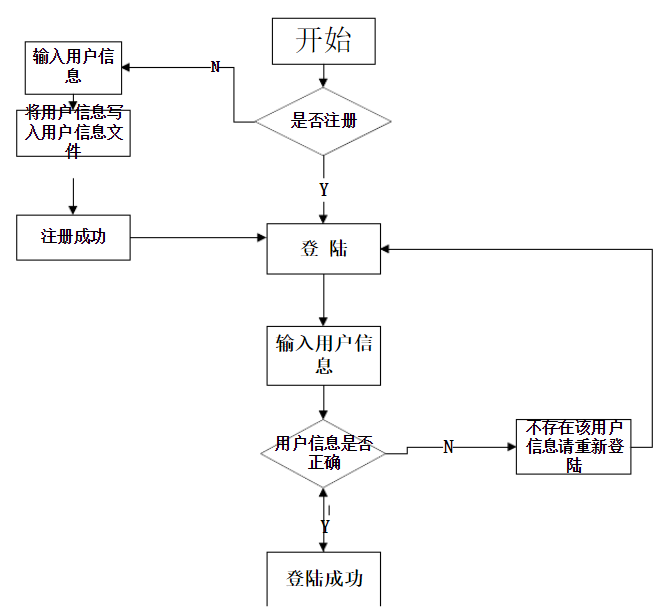 开始
输入用户信
息
N
是否注册
将用户信息写
入用户信息文
件
Y
注册成功
登 陆
输入用户信
息
用户信息是否
正确
N
不存在该用户
信息请重新登
陆
Y
登陆成功